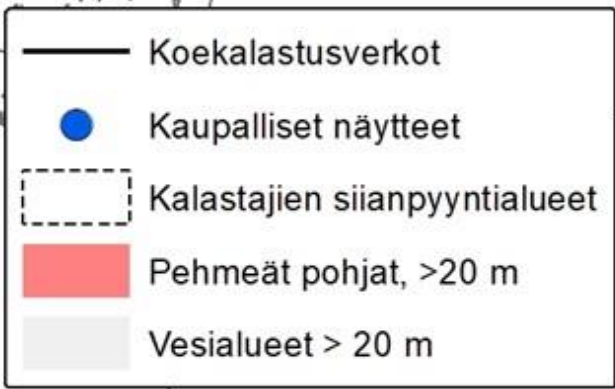 Koekalastusverkot
Kaupalliset näytteet
Kalastajien siianpyyntialueet
Pehmeät pohjat, >20 m
Vesialueet > 20 m